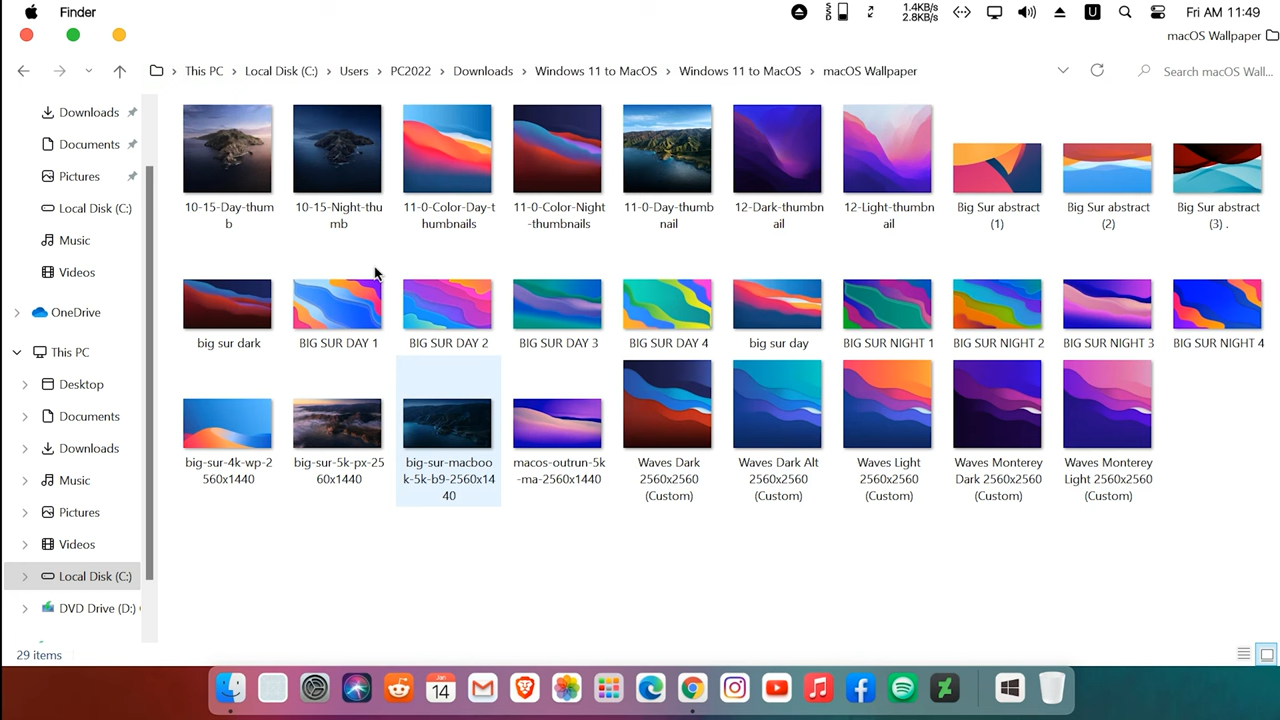 Finder
1.4KB/s
2.8KB/s
U
Fri AM 11:49
macOS Wallpaper
This PC > Local Disk (C:) > Users > PC2022 > Downloads > Windows 11 to MacOS > Windows 11 to MacOS > macOS Wallpaper
Search macOS Wall...
Downloads
Documents
Pictures
Local Disk (C:)
Music
Videos
OneDrive
This PC
Desktop
Documents
Downloads
Music
Pictures
Videos
Local Disk (C:)
DVD Drive (D:)
10-15-Day-thum
b
10-15-Night-thu
mb
11-0-Color-Day-t
humbnails
11-0-Color-Night
-thumbnails
11-0-Day-thumb
nail
12-Dark-thumbn
ail
12-Light-thumbn
ail
Big Sur abstract
(1)
Big Sur abstract
(2)
Big Sur abstract
(3) .
big sur dark
BIG SUR DAY 1
BIG SUR DAY 2
BIG SUR DAY 3
BIG SUR DAY 4
big sur day
BIG SUR NIGHT 1
BIG SUR NIGHT 2
BIG SUR NIGHT 3
BIG SUR NIGHT 4
big-sur-4k-wp-2
560x1440
big-sur-5k-px-25
60x1440
big-sur-macboo
k-5k-b9-2560x14
40
macos-outrun-5k
-ma-2560x1440
Waves Dark
2560x2560
(Custom)
Waves Dark Alt
2560x2560
(Custom)
Waves Light
2560x2560
(Custom)
Waves Monterey
Dark 2560x2560
(Custom)
Waves Monterey
Light 2560x2560
(Custom)
29 items
Jan
14